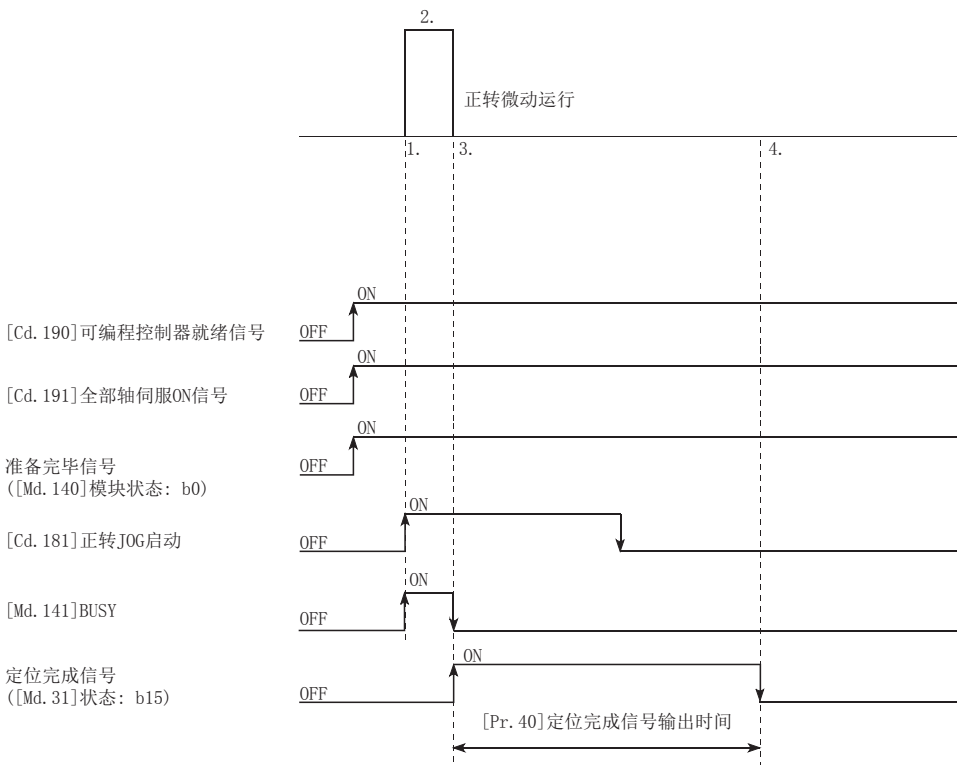 2.
正转微动运行
1.
3.
4.
ON
[Cd.190]可编程控制器就绪信号
OFF
ON
[Cd.191]全部轴伺服ON信号
OFF
ON
准备完毕信号
([Md.140]模块状态: b0)
OFF
ON
[Cd.181]正转JOG启动
OFF
ON
[Md.141]BUSY
OFF
ON
定位完成信号
([Md.31]状态: b15)
OFF
[Pr.40]定位完成信号输出时间